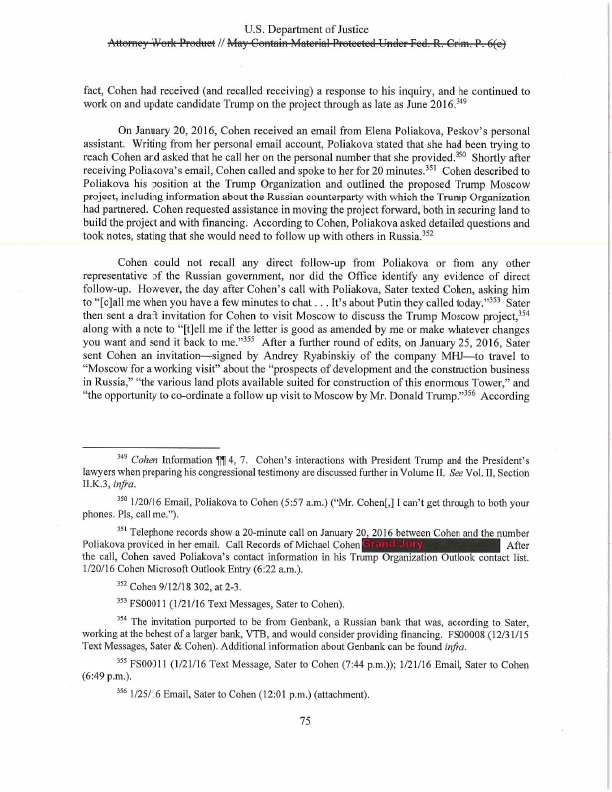 U.S. Department of Justice
Attorney Work Product // May Contain Material Protected Under Fed. R. Crim. P. 6(e)
fact, Cohen had received (and recalled receiving) a response to his inquiry, and he continued to
work on and update candidate Trump on the project through as late as June 2016.349
On January 20, 2016, Cohen received an email from Elena Poliakova, Peskov's personal
assistant. Writing from her personal email account, Poliakova stated that she had been trying to
reach Cohen and asked that he call her on the personal number that she provided.350 Shortly after
receiving Poliakova's email, Cohen called and spoke to her for 20 minutes.351 Cohen described to
Poliakova his position at the Trump Organization and outlined the proposed Trump Moscow
project, including information about the Russian counterparty with which the Trump Organization
had partnered. Cohen requested assistance in moving the project forward, both in securing land to
build the project and with financing. According to Cohen, Poliakova asked detailed questions and
took notes, stating that she would need to follow up with others in Russia.352
Cohen could not recall any direct follow-up from Poliakova or from any other
representative of the Russian government, nor did the Office identify any evidence of direct
follow-up. However, the day after Cohen's call with Poliakova, Sater texted Cohen, asking him
to "[c]all me when you have a few minutes to chat . . . It's about Putin they called today."353 Sater
then sent a draft invitation for Cohen to visit Moscow to discuss the Trump Moscow project,354
along with a note to "[t]ell me if the letter is good as amended by me or make whatever changes
you want and send it back to me."355 After a further round of edits, on January 25, 2016, Sater
sent Cohen an invitation—signed by Andrey Ryabinskiy of the company MHJ—to travel to
"Moscow for a working visit" about the "prospects of development and the construction business
in Russia," "the various land plots available suited for construction of this enormous Tower," and
"the opportunity to co-ordinate a follow up visit to Moscow by Mr. Donald Trump."356 According
349 Cohen Information ¶¶ 4, 7. Cohen's interactions with President Trump and the President's
lawyers when preparing his congressional testimony are discussed further in Volume II. See Vol. II, Section
II.K.3, infra.
350 1/20/16 Email, Poliakova to Cohen (5:57 a.m.) ("Mr. Cohen[,] I can't get through to both your
phones. Pls, call me.").
351 Telephone records show a 20-minute call on January 20, 2016 between Cohen and the number
Poliakova provided in her email. Call Records of Michael Cohen Grand Jury After
the call, Cohen saved Poliakova's contact information in his Trump Organization Outlook contact list.
1/20/16 Cohen Microsoft Outlook Entry (6:22 a.m.).
352 Cohen 9/12/18 302, at 2-3.
353 FS00011 (1/21/16 Text Messages, Sater to Cohen).
354 The invitation purported to be from Genbank, a Russian bank that was, according to Sater,
working at the behest of a larger bank, VTB, and would consider providing financing. FS00008 (12/31/15
Text Messages, Sater & Cohen). Additional information about Genbank can be found infra.
355 FS00011 (1/21/16 Text Message, Sater to Cohen (7:44 p.m.)); 1/21/16 Email, Sater to Cohen
(6:49 p.m.).
356 1/25/16 Email, Sater to Cohen (12:01 p.m.) (attachment).
75